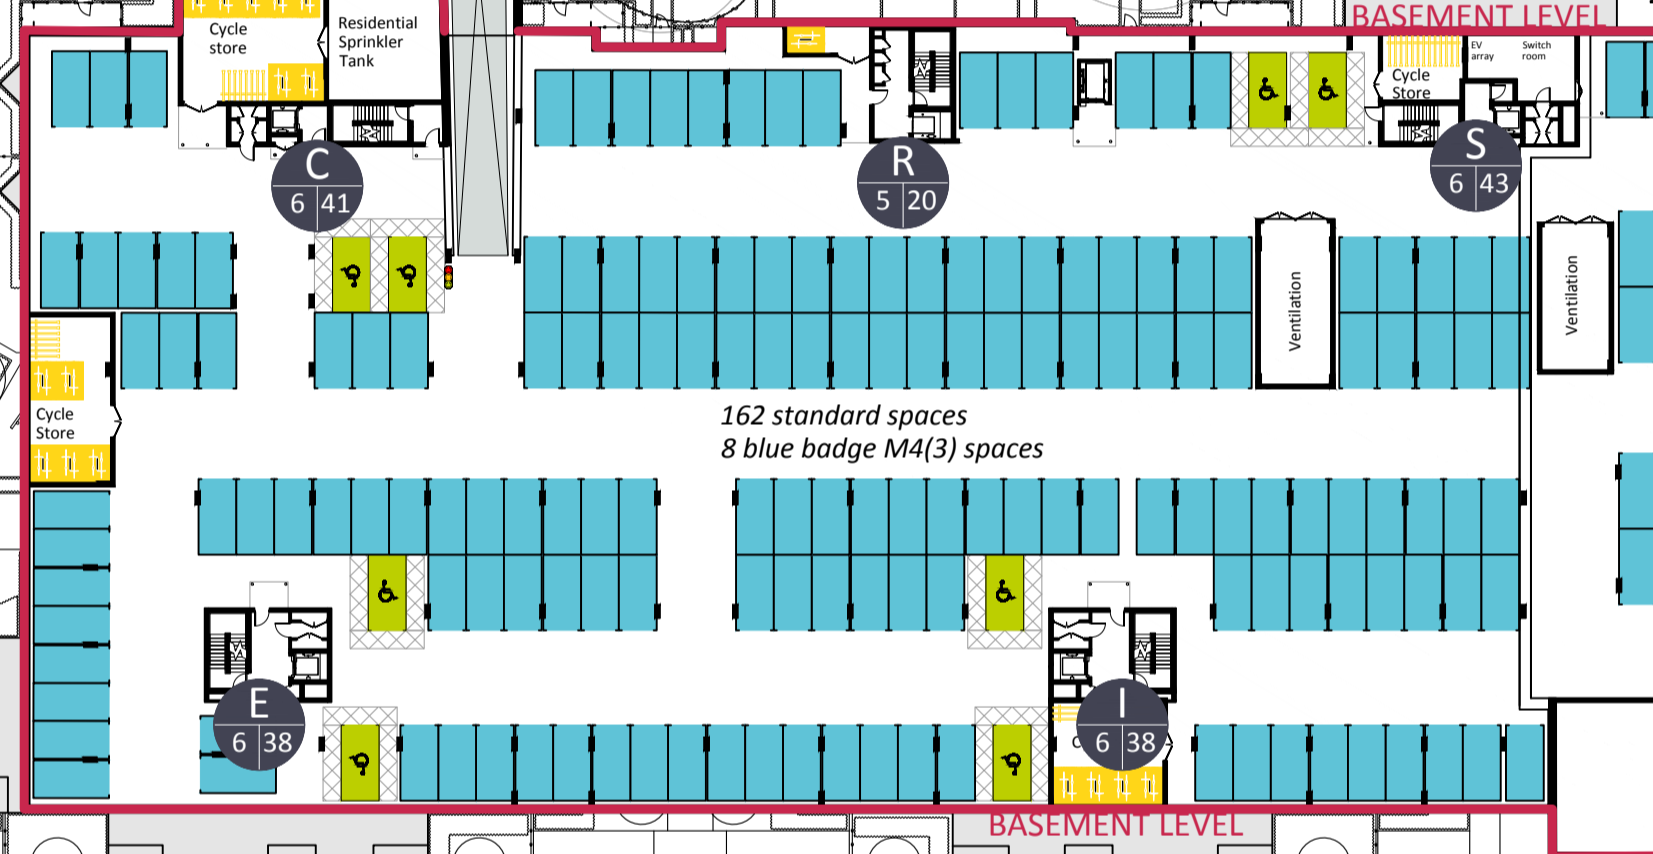 BASEMENT LEVEL
Cycle
store
Residential
Sprinkler
Tank
EV
array
Switch
room
Cycle
Store
C
6 41
R
5 20
S
6 43
Ventilation
Ventilation
Cycle
Store
162 standard spaces
8 blue badge M4(3) spaces
E
6 38
I
6 38
BASEMENT LEVEL